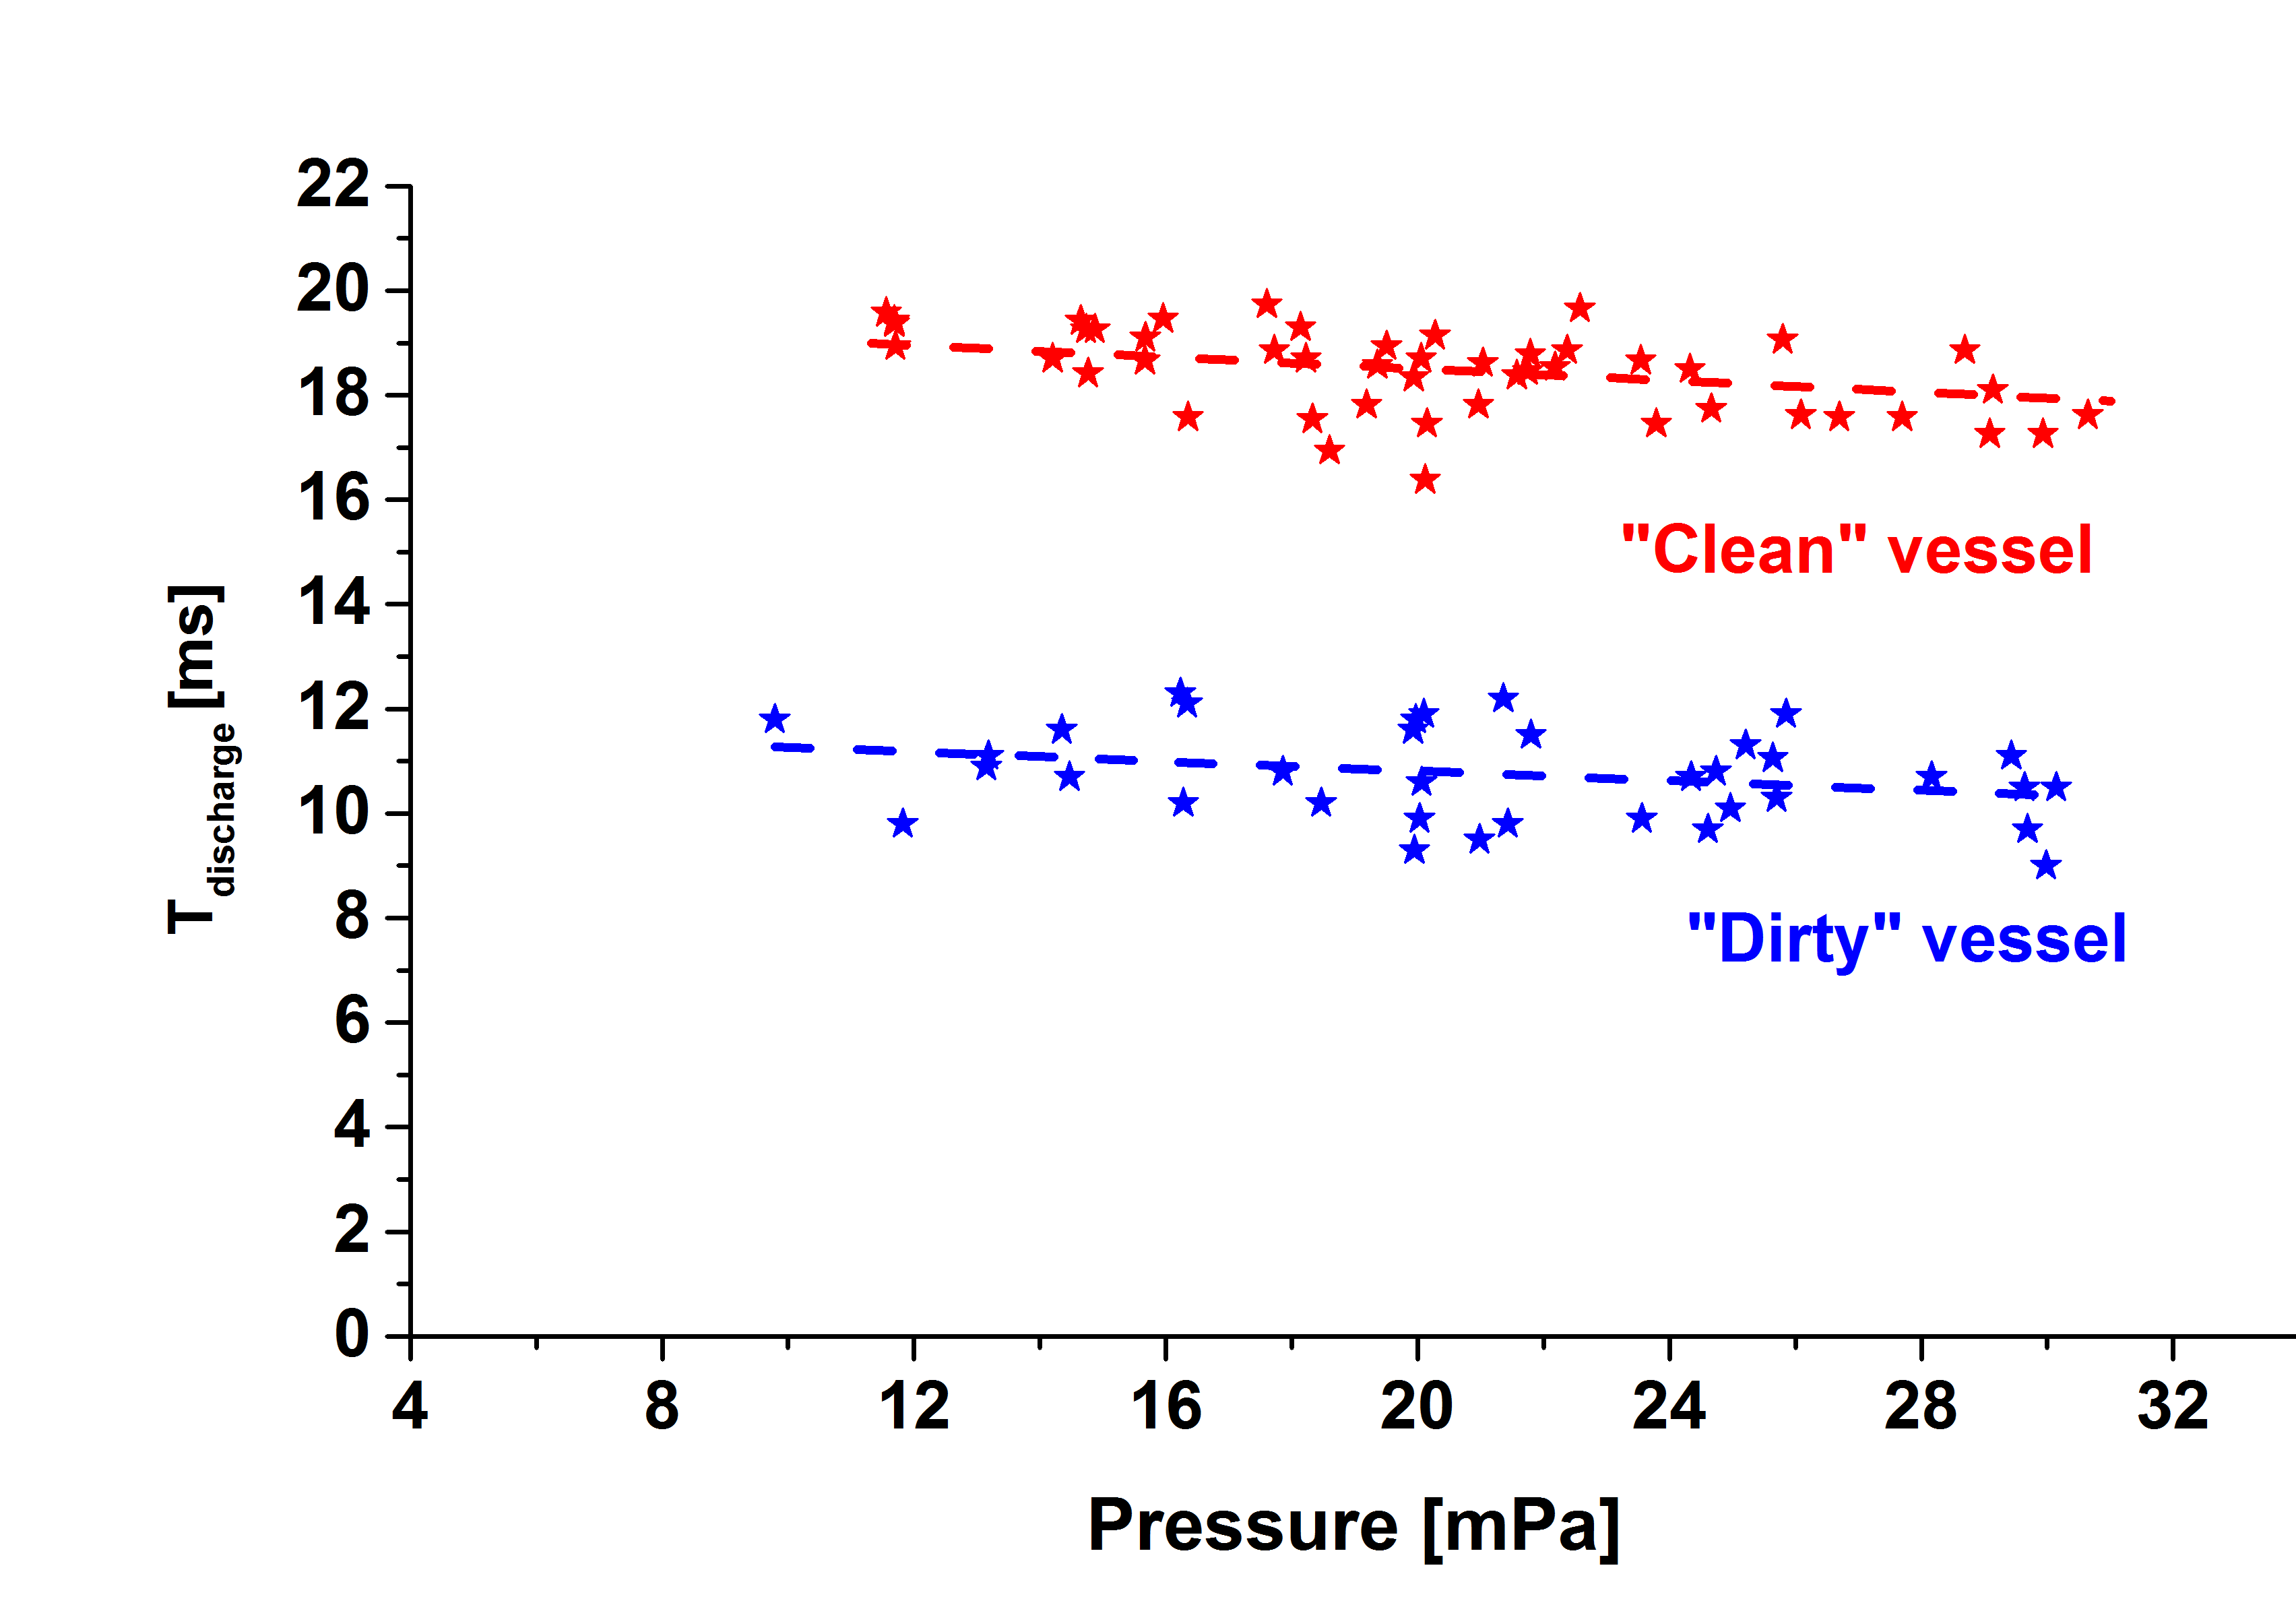 22
20
18
16
14
12
10
8
6
4
2
0
T discharge [ms]
"Clean" vessel
"Dirty" vessel
4 8 12 16 20 24 28 32
Pressure [mPa]